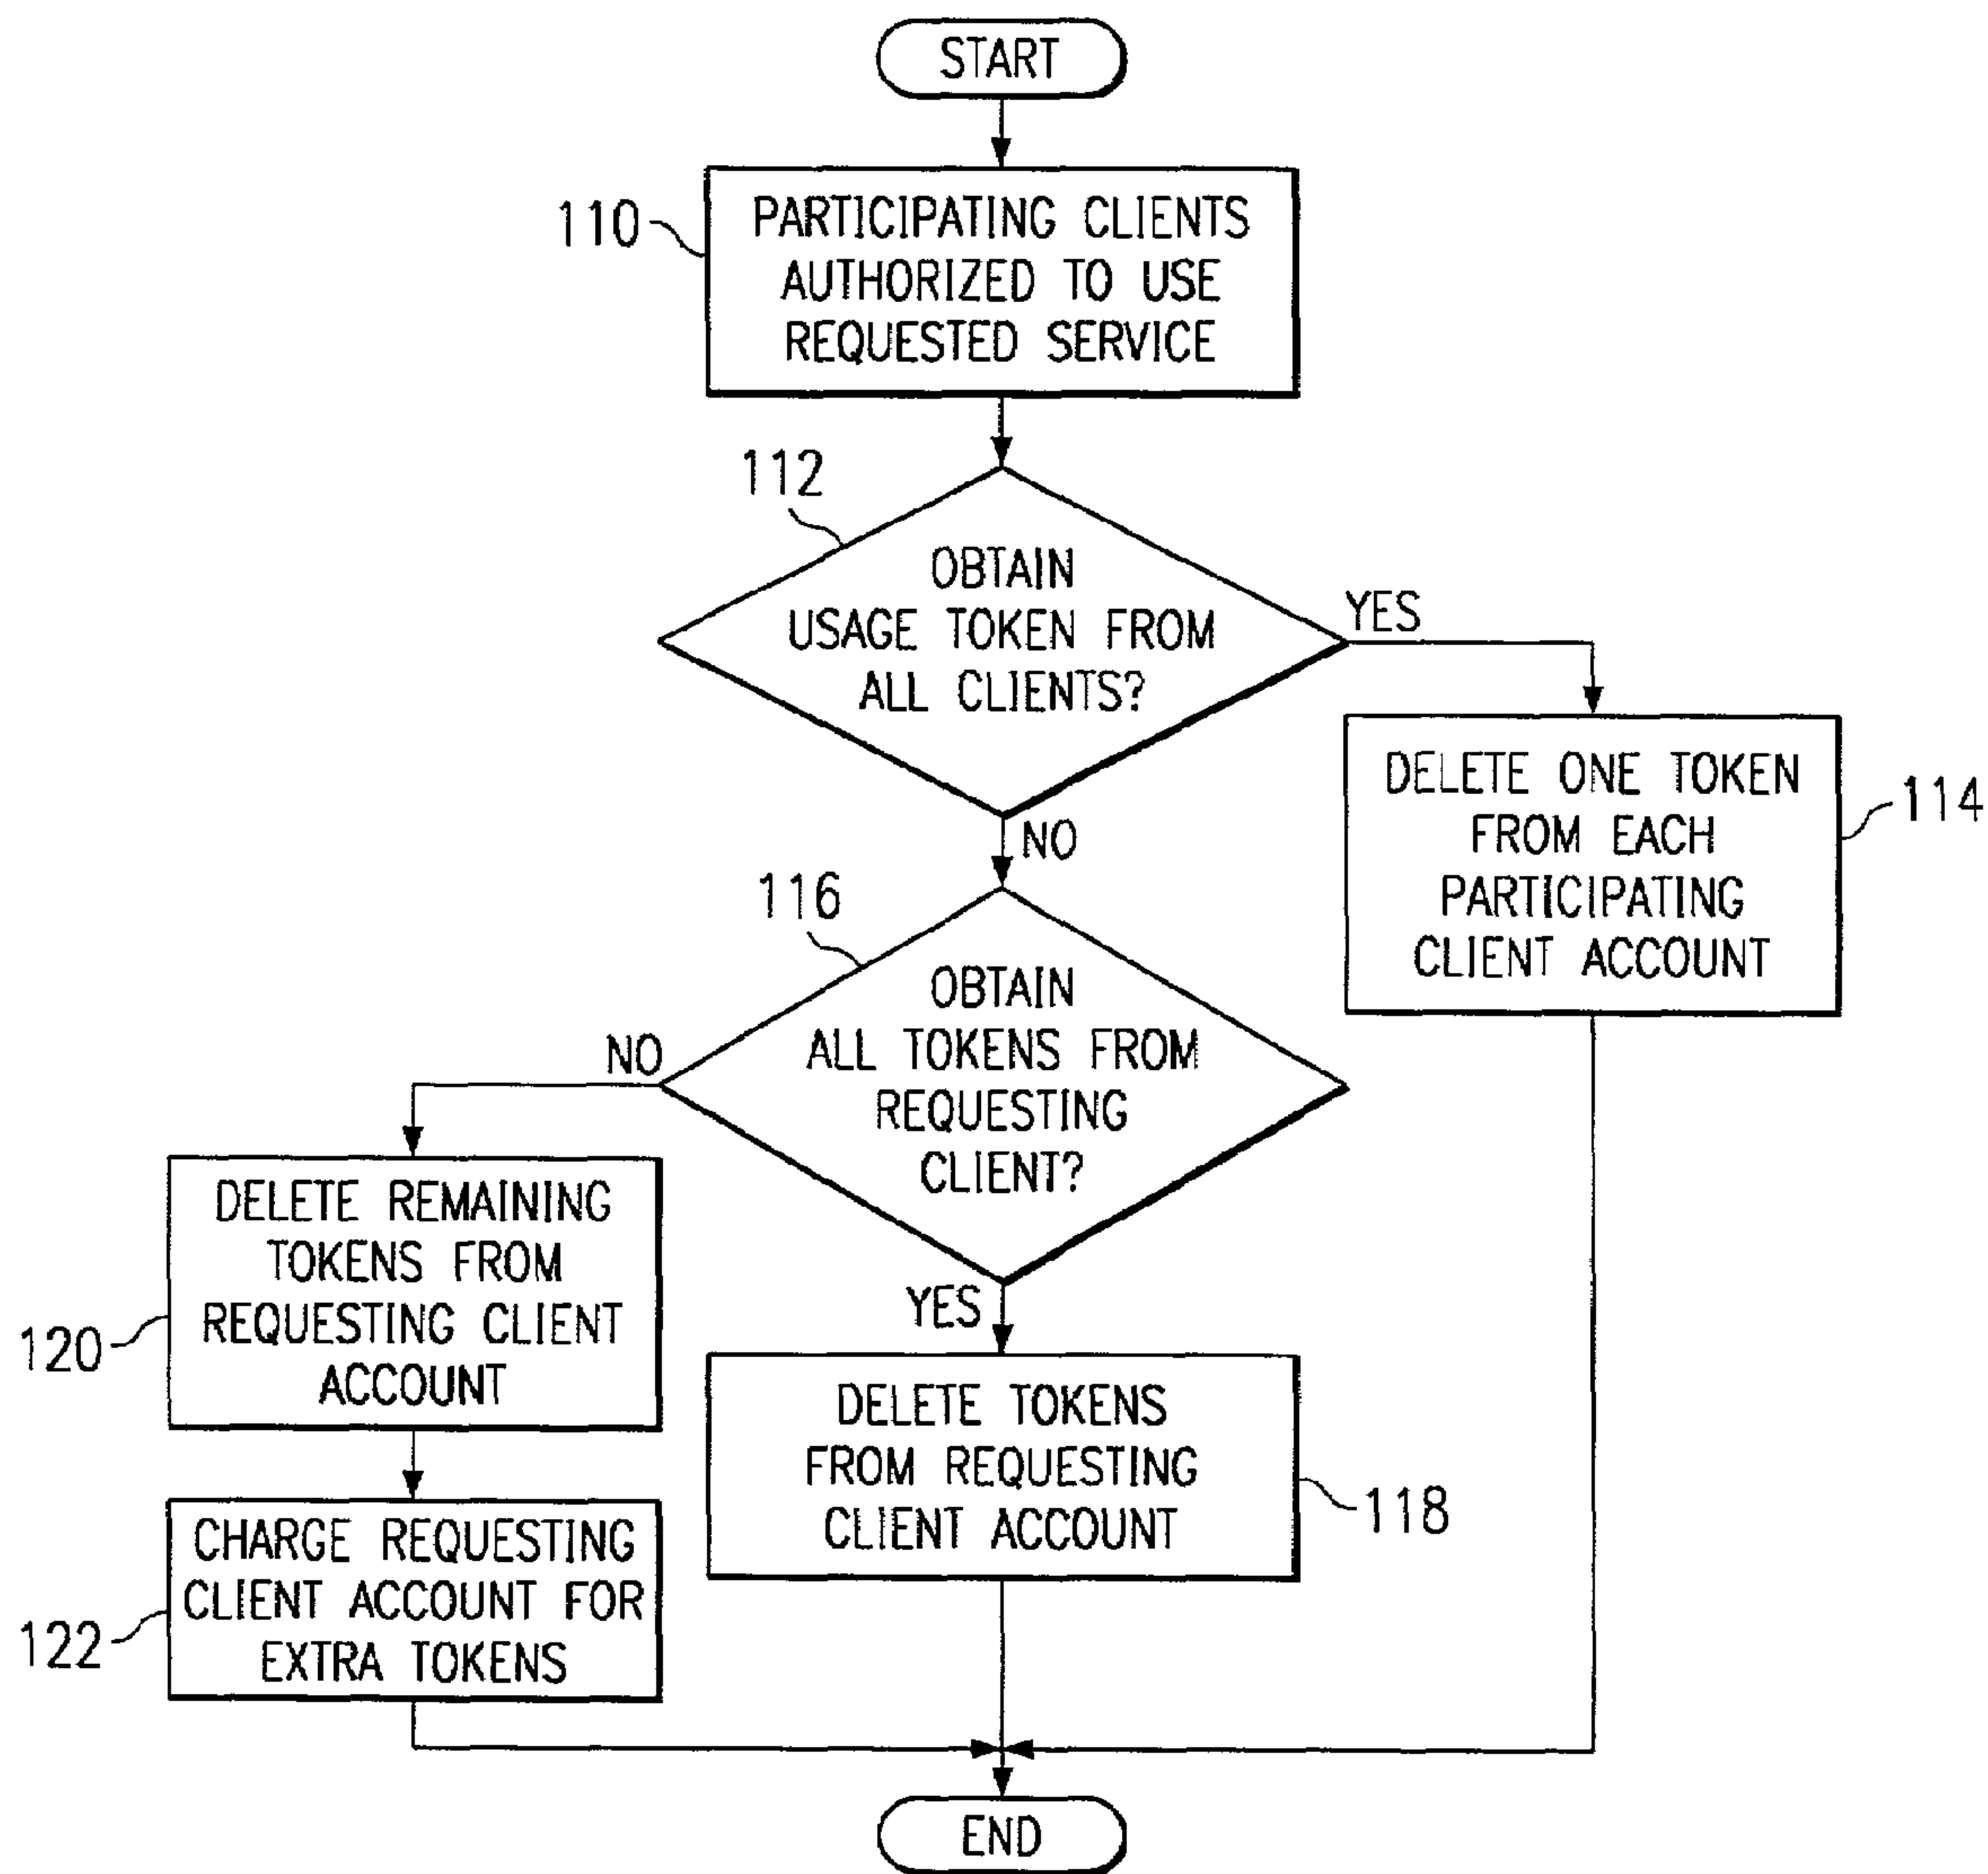 START
110
PARTICIPATING CLIENTS
AUTHORIZED TO USE
REQUESTED SERVICE
112
OBTAIN
USAGE TOKEN FROM
ALL CLIENTS?
YES
DELETE ONE TOKEN
FROM EACH
PARTICIPATING
CLIENT ACCOUNT
114
NO
116
OBTAIN
ALL TOKENS FROM
REQUESTING
CLIENT?
NO
DELETE REMAINING
TOKENS FROM
REQUESTING CLIENT
ACCOUNT
120
YES
DELETE TOKENS
FROM REQUESTING
CLIENT ACCOUNT
118
CHARGE REQUESTING
CLIENT ACCOUNT FOR
EXTRA TOKENS
122
END